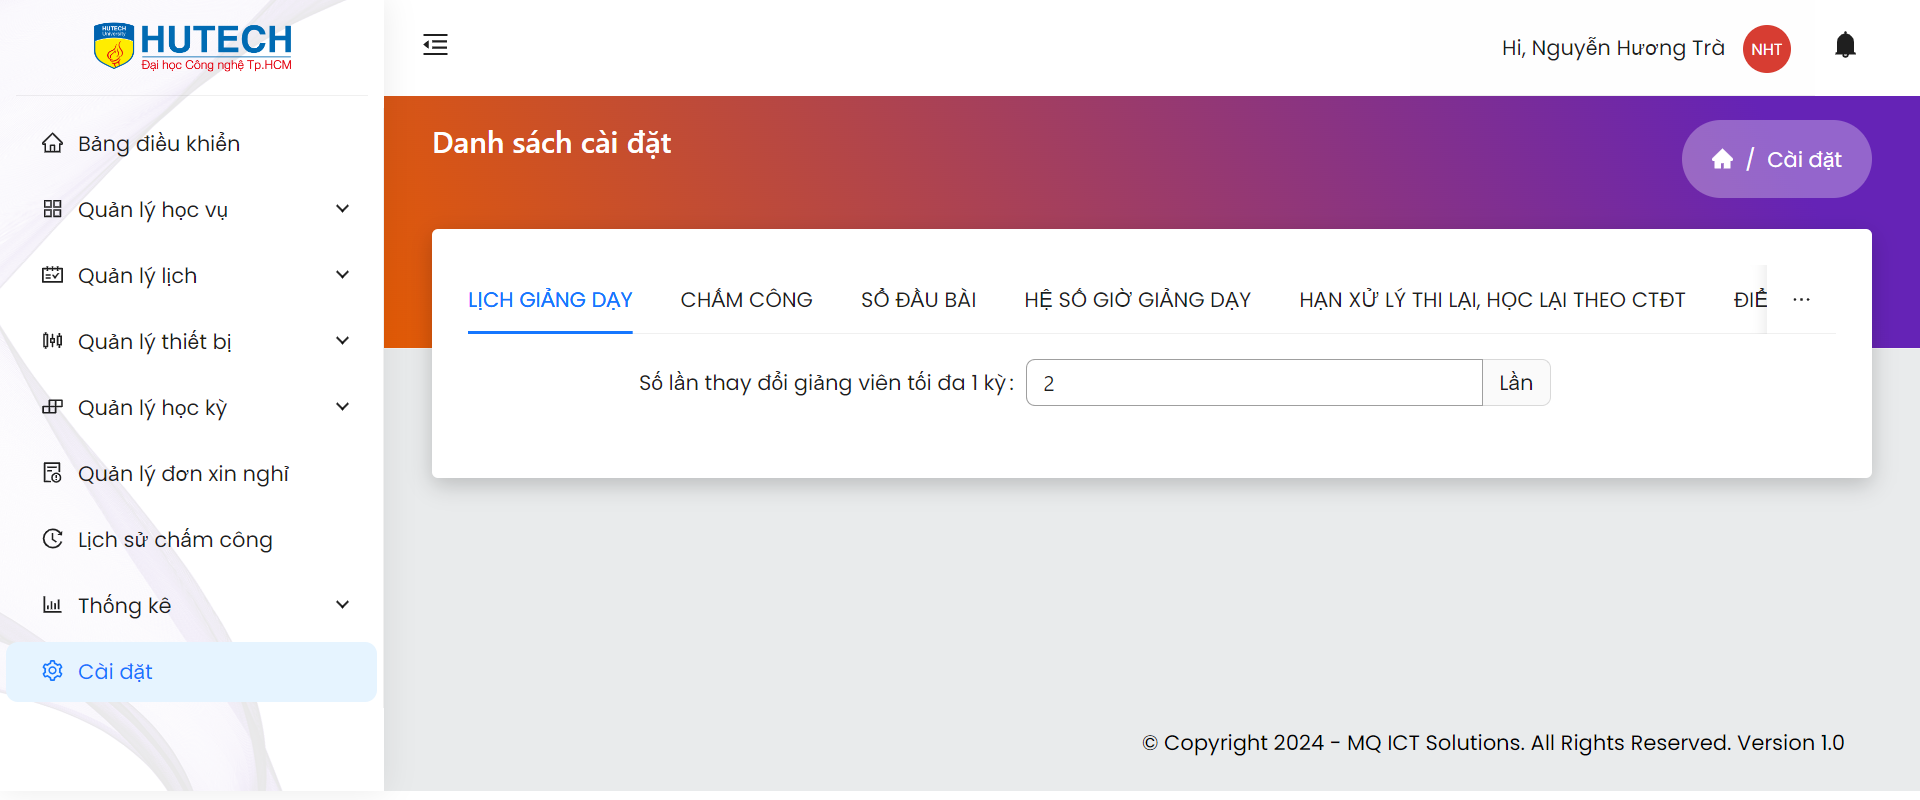 HUTECH
University
HUTECH
Đại học Công nghệ Tp.HCM
Hi, Nguyễn Hương Trà
NHT
Bảng điều khiển
Quản lý học vụ
Quản lý lịch
Quản lý thiết bị
Quản lý học kỳ
Quản lý đơn xin nghỉ
Lịch sử chấm công
Thống kê
Cài đặt
Danh sách cài đặt
/ Cài đặt
LỊCH GIẢNG DẠY CHẤM CÔNG SỔ ĐẦU BÀI HỆ SỐ GIỜ GIẢNG DẠY HẠN XỬ LÝ THI LẠI, HỌC LẠI THEO CTĐT ĐIỂ ...
Số lần thay đổi giảng viên tối đa 1 kỳ: 2 Lần
© Copyright 2024 - MQ ICT Solutions. All Rights Reserved. Version 1.0